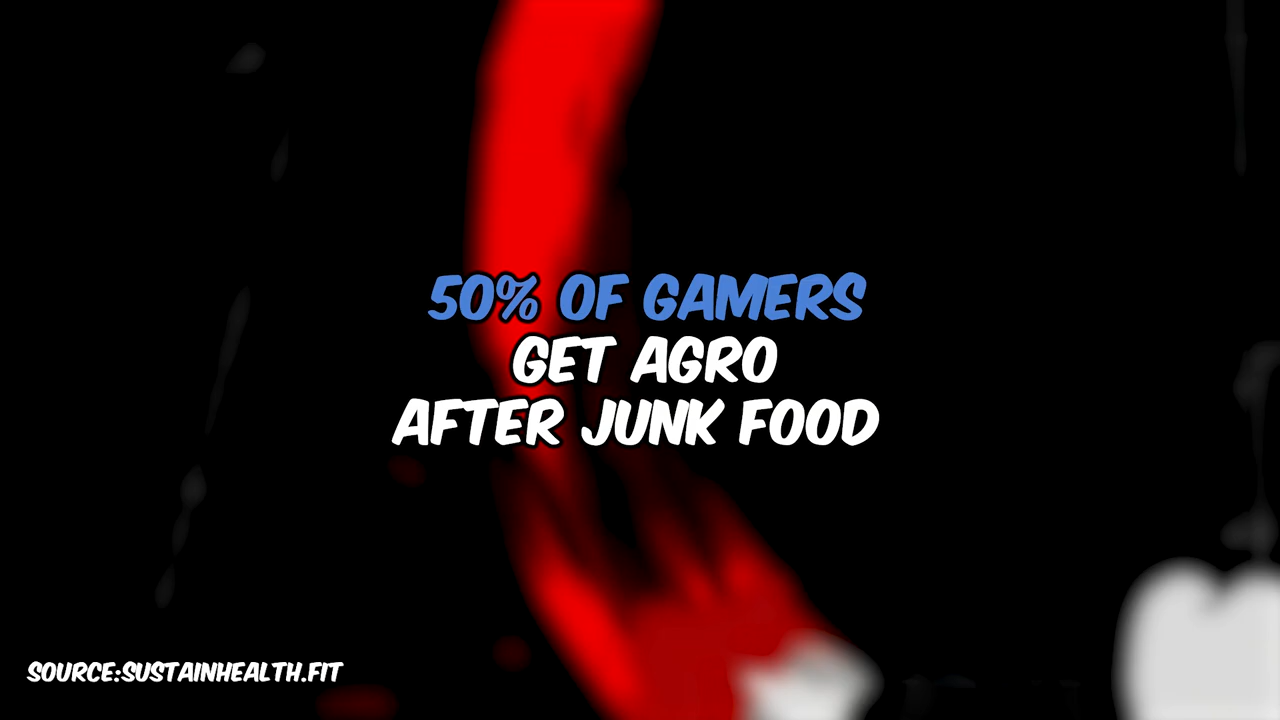 50% OF GAMERS
GET AGRO
AFTER JUNK FOOD
SOURCE:SUSTAINHEALTH.FIT